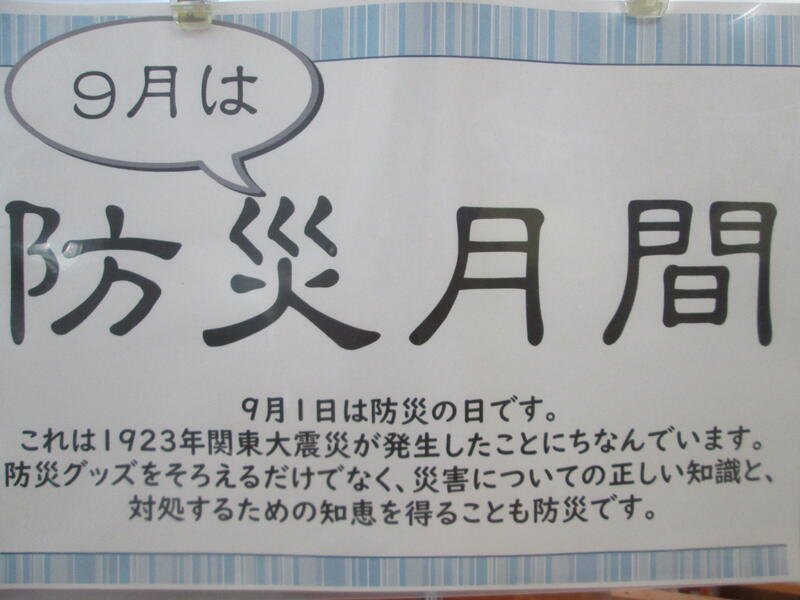 9月は
防災月間
9月1日は防災の日です。
これは1923年関東大震災が発生したことにちなんでいます。
防災グッズをそろえるだけでなく、災害についての正しい知識と、
対処するための知恵を得ることも防災です。